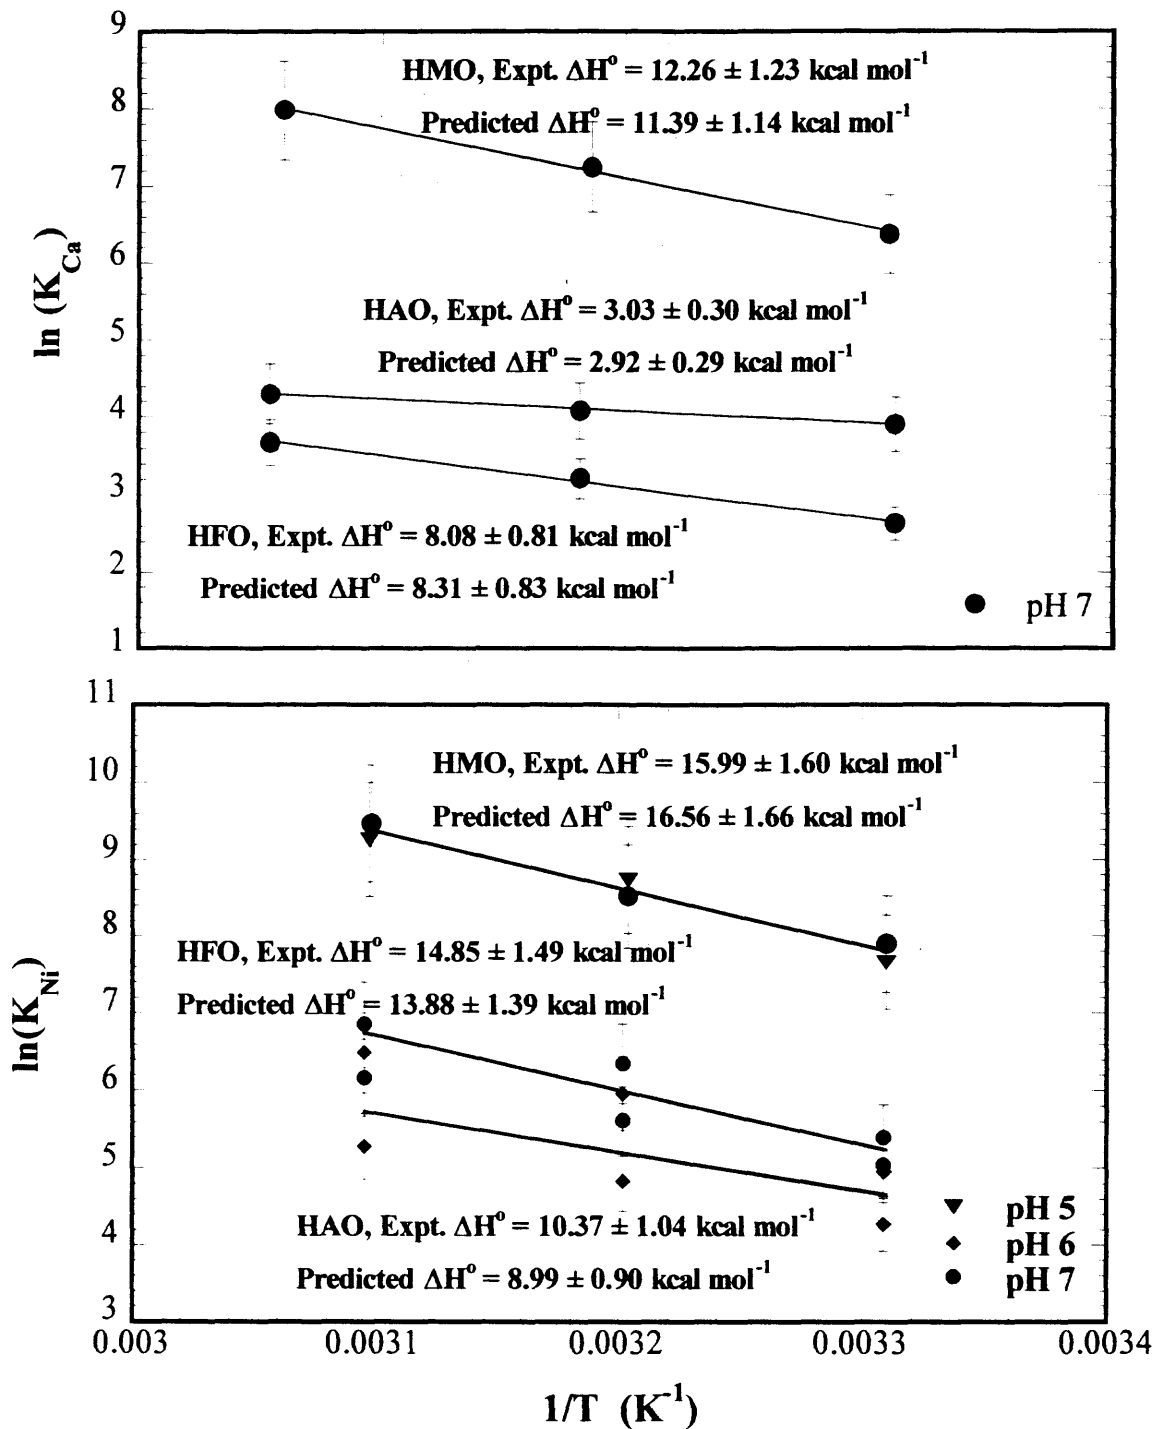 9
8
7
6
5
4
3
2
1
ln (K_Ca)
HMO, Expt. ΔH° = 12.26 ± 1.23 kcal mol⁻¹
Predicted ΔH° = 11.39 ± 1.14 kcal mol⁻¹
HAO, Expt. ΔH° = 3.03 ± 0.30 kcal mol⁻¹
Predicted ΔH° = 2.92 ± 0.29 kcal mol⁻¹
HFO, Expt. ΔH° = 8.08 ± 0.81 kcal mol⁻¹
Predicted ΔH° = 8.31 ± 0.83 kcal mol⁻¹
pH 7
11
10
9
8
7
6
5
4
3
ln(K_Ni)
HMO, Expt. ΔH° = 15.99 ± 1.60 kcal mol⁻¹
Predicted ΔH° = 16.56 ± 1.66 kcal mol⁻¹
HFO, Expt. ΔH° = 14.85 ± 1.49 kcal mol⁻¹
Predicted ΔH° = 13.88 ± 1.39 kcal mol⁻¹
HAO, Expt. ΔH° = 10.37 ± 1.04 kcal mol⁻¹
Predicted ΔH° = 8.99 ± 0.90 kcal mol⁻¹
pH 5
pH 6
pH 7
0.003 0.0031 0.0032 0.0033 0.0034
1/T (K⁻¹)